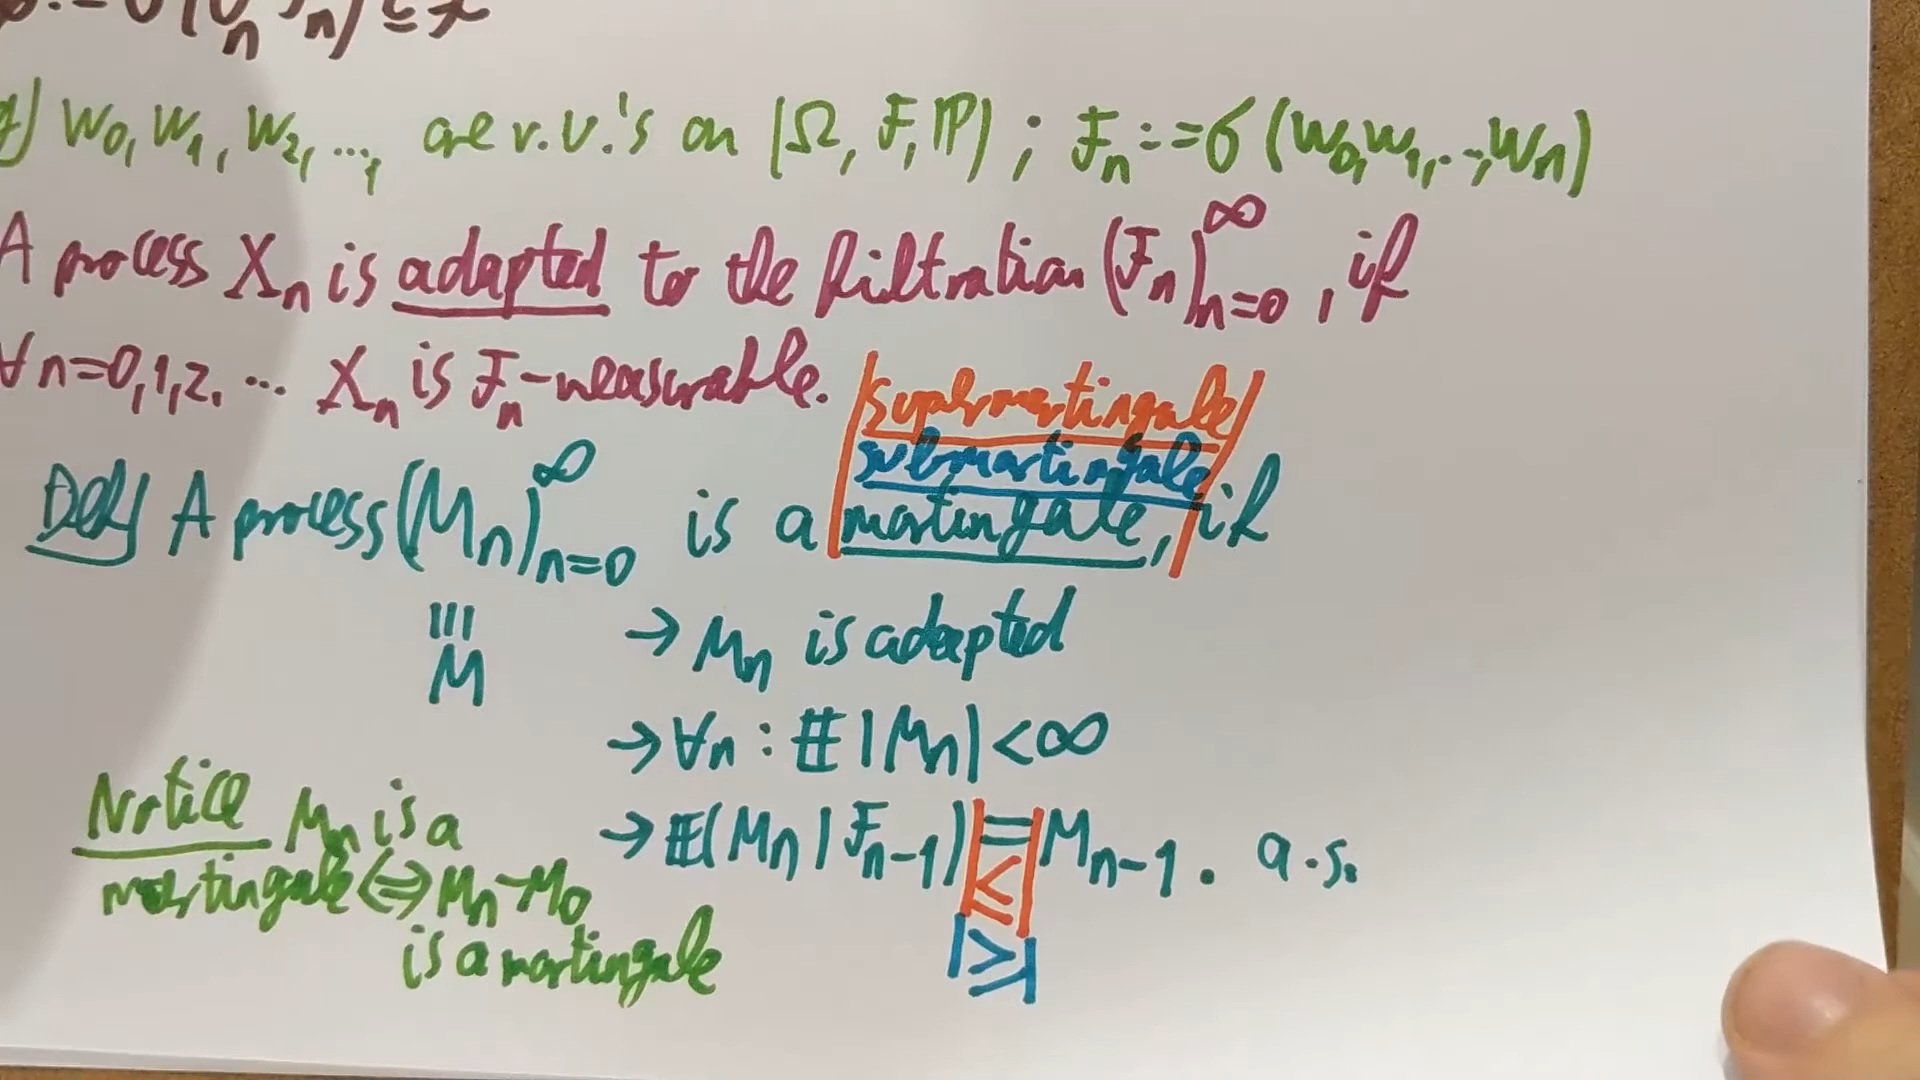 σ(∪ₙ ℱₙ) ⊆ ℱ
W₀, W₁, W₂, ..., are r.v.'s on (Ω, ℱ, ℙ) ; ℱₙ := σ(W₀, W₁, .., Wₙ)
A process Xₙ is adapted to the filtration (ℱₙ)ₙ₌₀^∞, if
∀n=0,1,2, ... Xₙ is ℱₙ-measurable.
supermartingale
submartingale
Def A process (Mₙ)ₙ₌₀^∞ is a martingale, if
≡
M
→ Mₙ is adapted
→ ∀n : 𝔼|Mₙ| < ∞
→ 𝔼(Mₙ | ℱₙ₋₁) = Mₙ₋₁. a.s.
≤
≥
Notice Mₙ is a
martingale ⟺ Mₙ-M₀
is a martingale